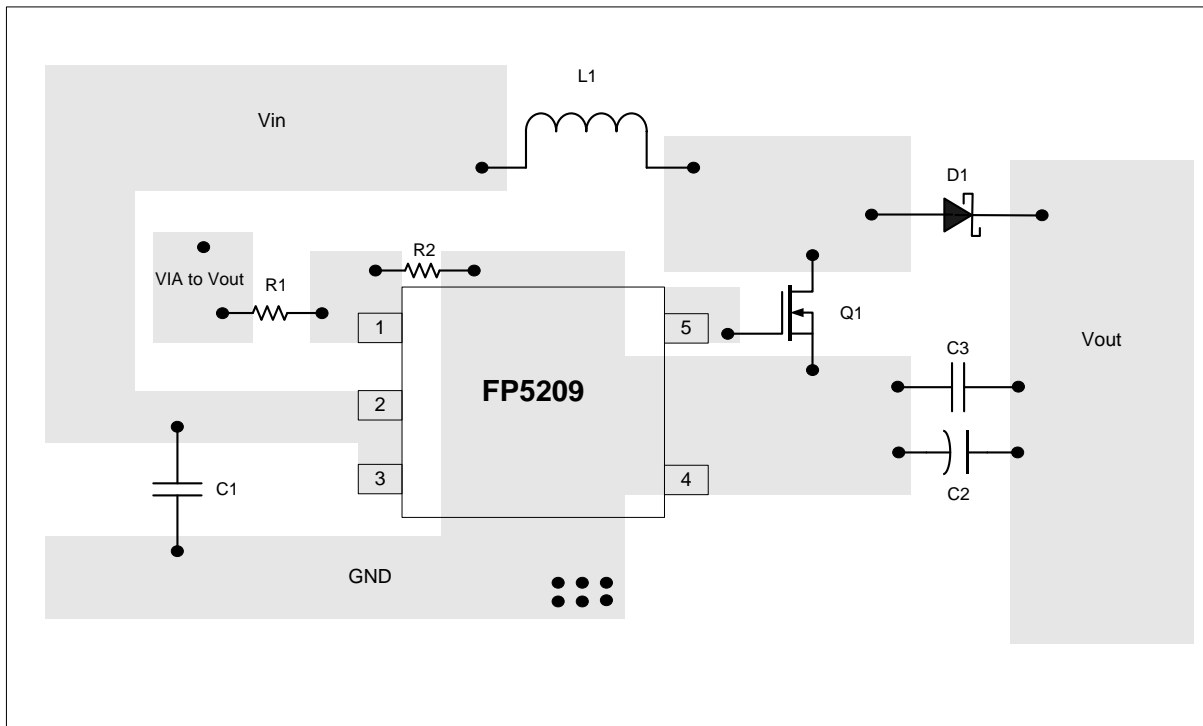 L1
Vin
D1
R2
VIA to Vout
R1
1
5
Q1
Vout
C3
FP5209
2
3
4
C1
C2
GND